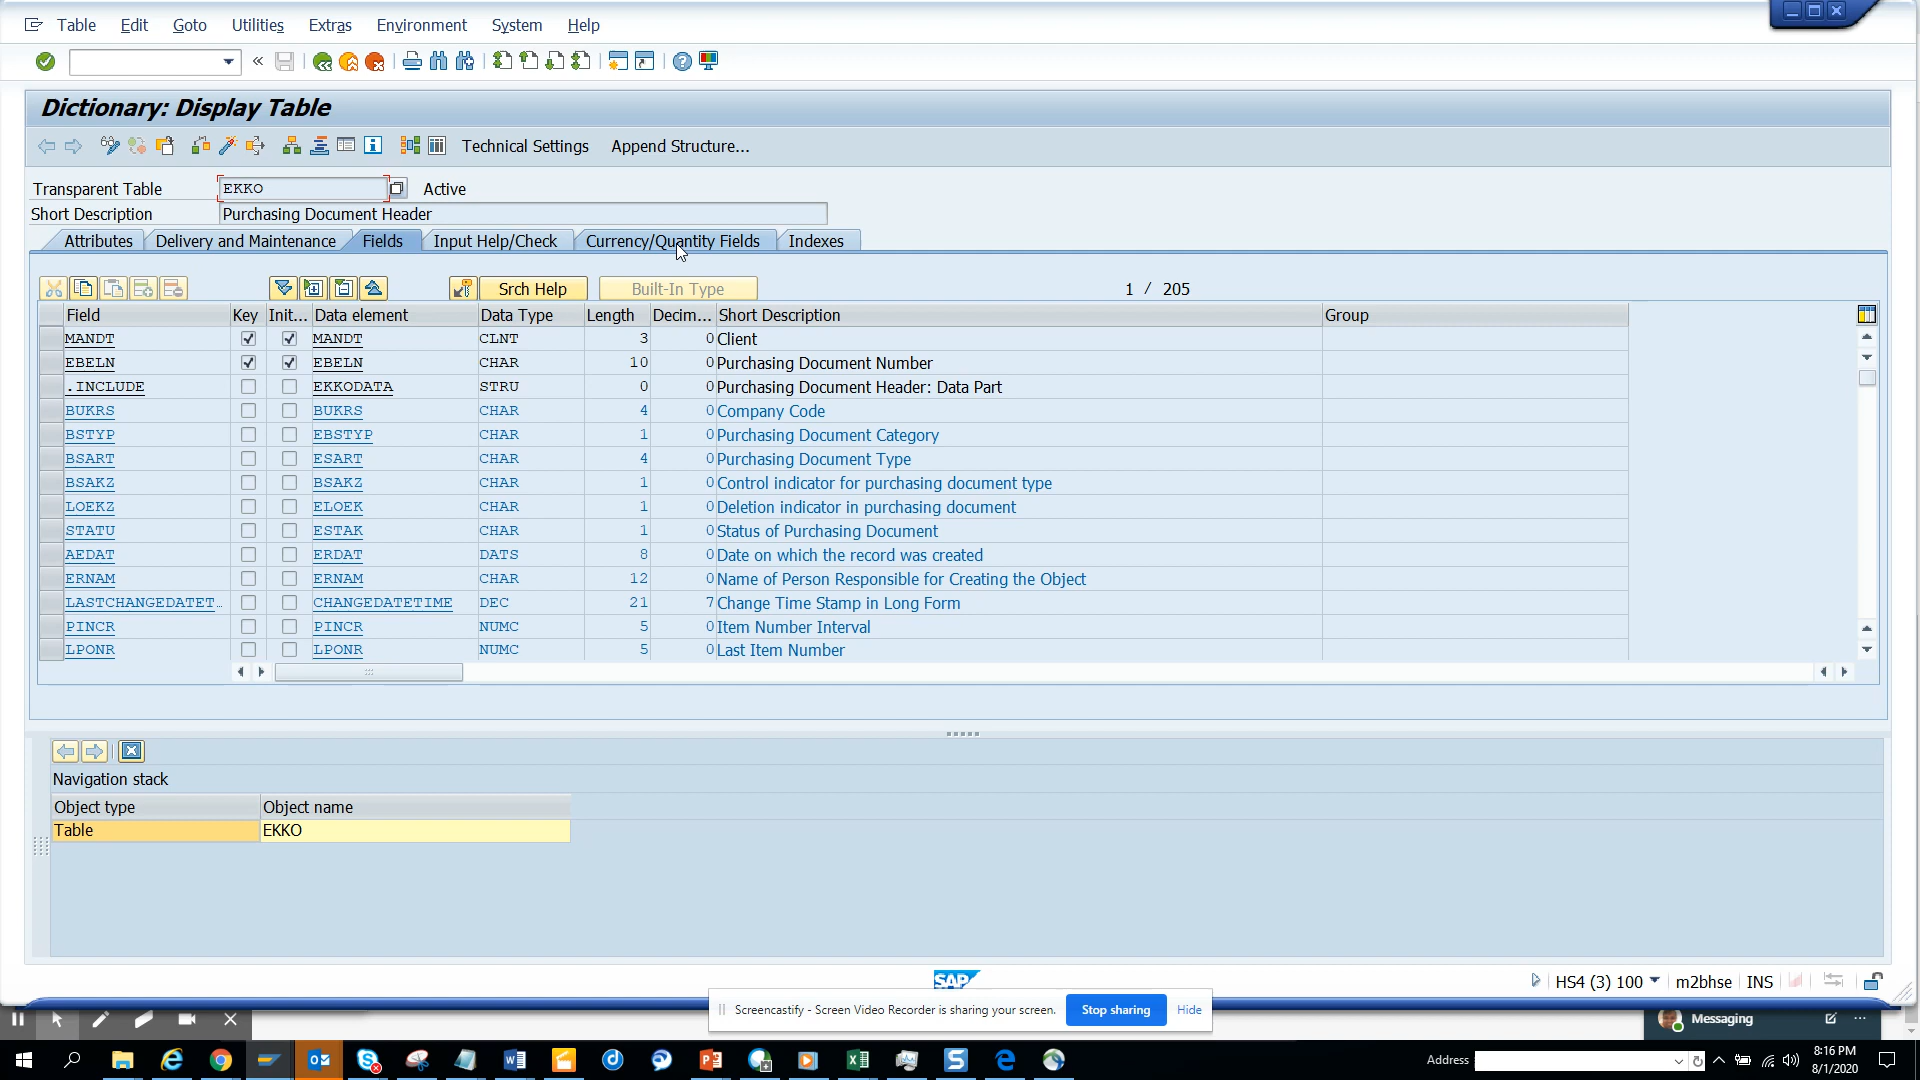 Table Edit Goto Utilities Extras Environment System Help
Dictionary: Display Table
Technical Settings Append Structure...
Transparent Table EKKO Active
Short Description Purchasing Document Header
Attributes Delivery and Maintenance Fields Input Help/Check Currency/Quantity Fields Indexes
Srch Help Built-In Type 1 / 205
Field Key Init... Data element Data Type Length Decim... Short Description Group
MANDT MANDT CLNT 3 0 Client
EBELN EBELN CHAR 10 0 Purchasing Document Number
.INCLUDE EKKODATA STRU 0 0 Purchasing Document Header: Data Part
BUKRS BUKRS CHAR 4 0 Company Code
BSTYP EBSTYP CHAR 1 0 Purchasing Document Category
BSART ESART CHAR 4 0 Purchasing Document Type
BSAKZ BSAKZ CHAR 1 0 Control indicator for purchasing document type
LOEKZ ELOEK CHAR 1 0 Deletion indicator in purchasing document
STATU ESTAK CHAR 1 0 Status of Purchasing Document
AEDAT ERDAT DATS 8 0 Date on which the record was created
ERNAM ERNAM CHAR 12 0 Name of Person Responsible for Creating the Object
LASTCHANGEDATET… CHANGEDATETIME DEC 21 7 Change Time Stamp in Long Form
PINCR PINCR NUMC 5 0 Item Number Interval
LPONR LPONR NUMC 5 0 Last Item Number
Navigation stack
Object type Object name
Table EKKO
SAP
HS4 (3) 100 m2bhse INS
Screencastify - Screen Video Recorder is sharing your screen. Stop sharing Hide
Messaging
Address
8:16 PM
8/1/2020